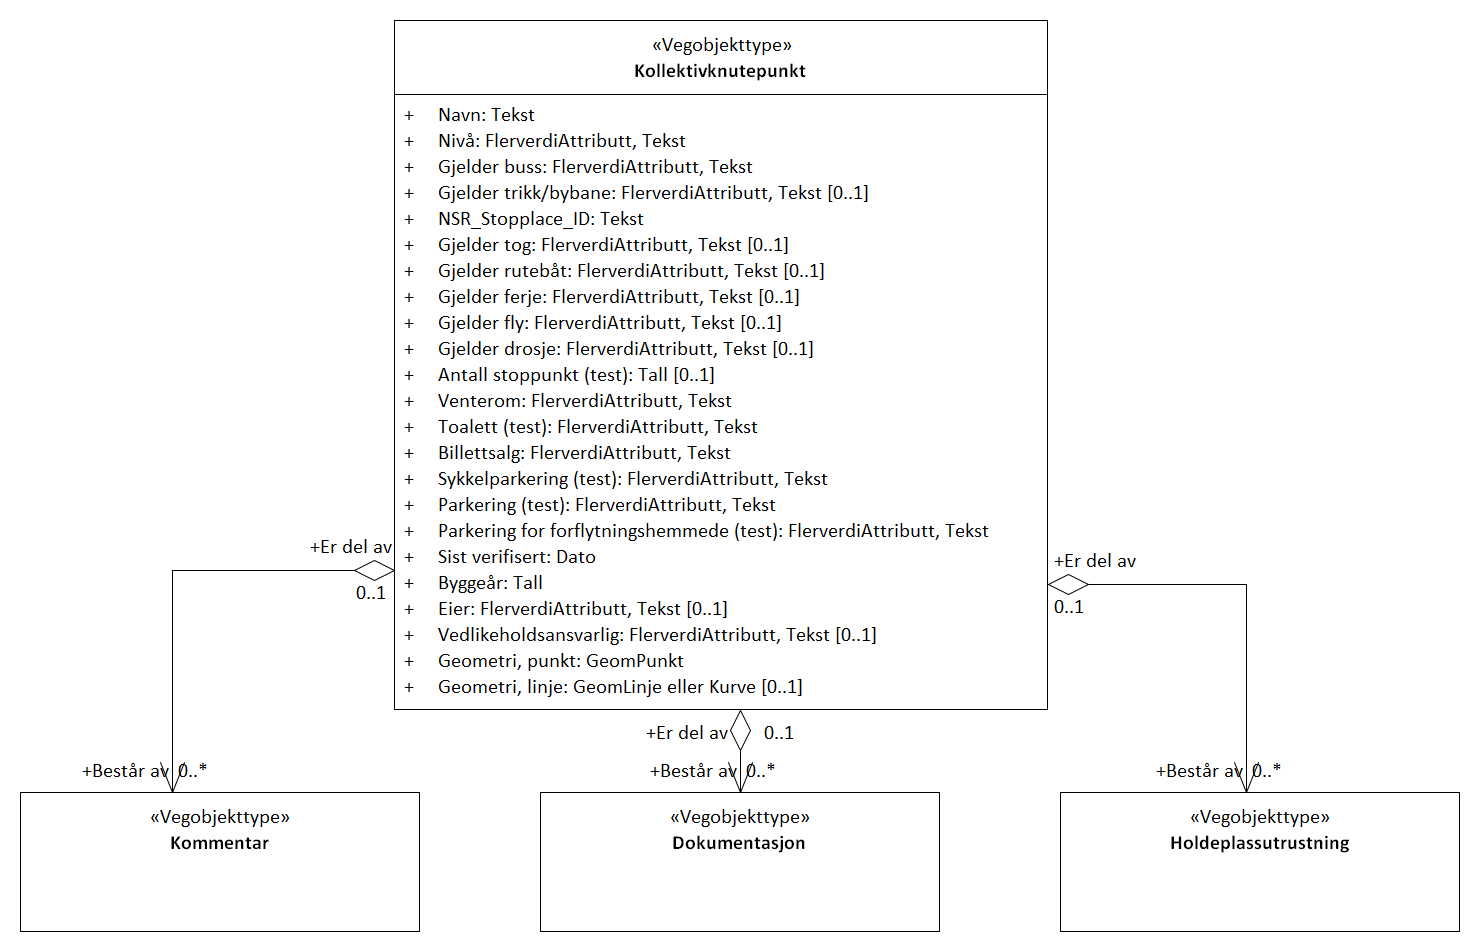 «Vegobjekttype»
Kollektivknutepunkt
+ Navn: Tekst
+ Nivå: FlerverdiAttributt, Tekst
+ Gjelder buss: FlerverdiAttributt, Tekst
+ Gjelder trikk/bybane: FlerverdiAttributt, Tekst [0..1]
+ NSR_Stopplace_ID: Tekst
+ Gjelder tog: FlerverdiAttributt, Tekst [0..1]
+ Gjelder rutebåt: FlerverdiAttributt, Tekst [0..1]
+ Gjelder ferje: FlerverdiAttributt, Tekst [0..1]
+ Gjelder fly: FlerverdiAttributt, Tekst [0..1]
+ Gjelder drosje: FlerverdiAttributt, Tekst [0..1]
+ Antall stoppunkt (test): Tall [0..1]
+ Venterom: FlerverdiAttributt, Tekst
+ Toalett (test): FlerverdiAttributt, Tekst
+ Billettsalg: FlerverdiAttributt, Tekst
+ Sykkelparkering (test): FlerverdiAttributt, Tekst
+ Parkering (test): FlerverdiAttributt, Tekst
+ Parkering for forflytningshemmede (test): FlerverdiAttributt, Tekst
+ Sist verifisert: Dato
+ Byggeår: Tall
+ Eier: FlerverdiAttributt, Tekst [0..1]
+ Vedlikeholdsansvarlig: FlerverdiAttributt, Tekst [0..1]
+ Geometri, punkt: GeomPunkt
+ Geometri, linje: GeomLinje eller Kurve [0..1]
+Er del av
0..1
+Er del av
0..1
+Er del av 0..1
+Består av 0..*
+Består av 0..*
+Består av 0..*
«Vegobjekttype»
Kommentar
«Vegobjekttype»
Dokumentasjon
«Vegobjekttype»
Holdeplassutrustning